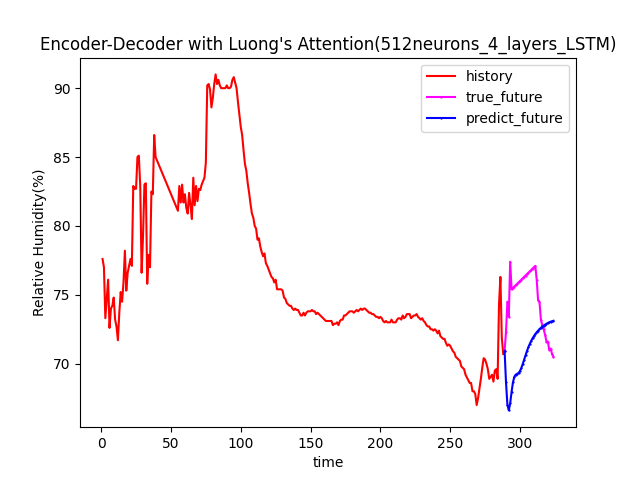 Encoder-Decoder with Luong's Attention(512neurons_4_layers_LSTM)
history
true_future
predict_future
Relative Humidity(%)
90
85
80
75
70
0
50
100
150
200
250
300
time